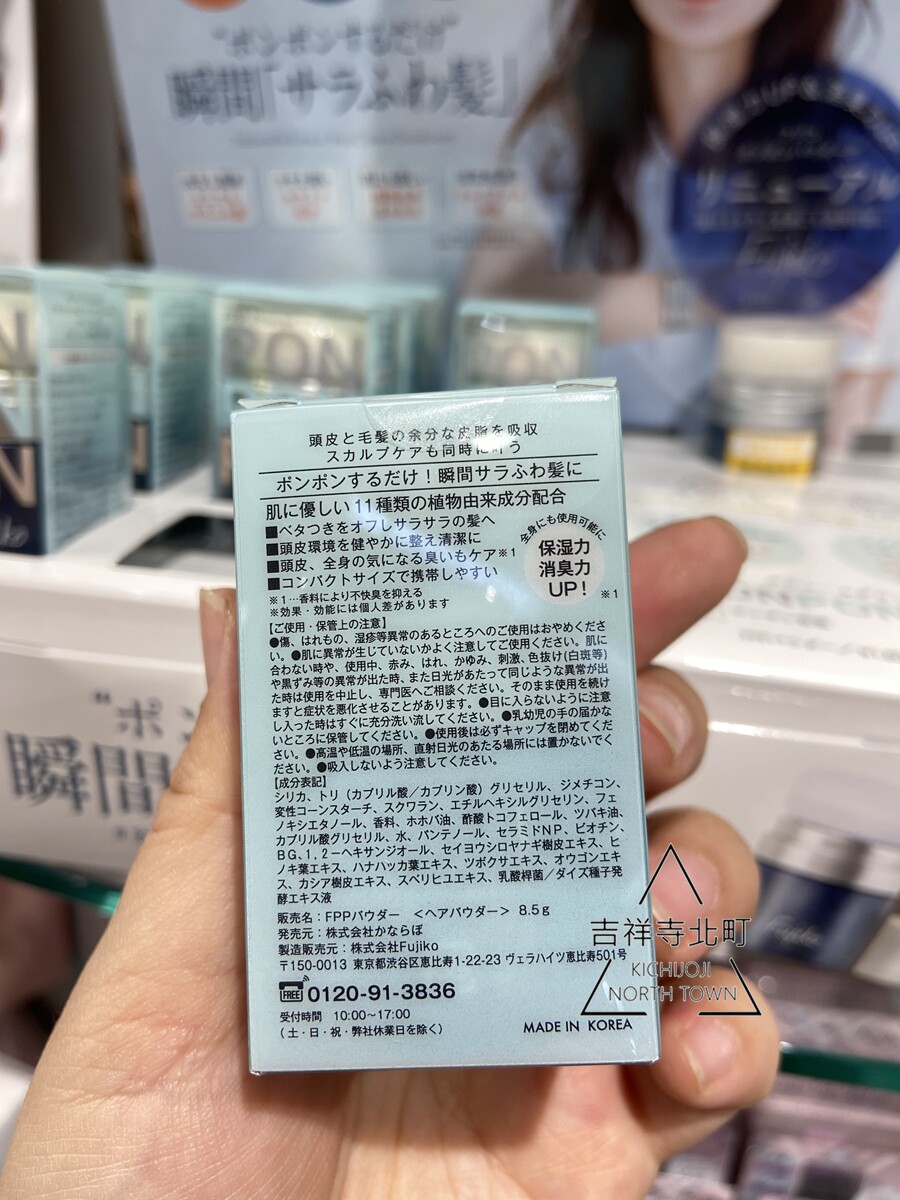 "ポンポンするだけ"
瞬間「サラふわ髪」
リニューアル
Fujiko
頭皮と毛髪の余分な皮脂を吸収
スカルプケアも同時に叶う
ポンポンするだけ!瞬間サラふわ髪に
肌に優しい11種類の植物由来成分配合
■ベタつきをオフしサラサラの髪へ
■頭皮環境を健やかに整え清潔に
■頭皮、全身の気になる臭いもケア※1
■コンパクトサイズで携帯しやすい
全身にも使用可能に
保湿力
消臭力
UP!
※1
※1…香料により不快臭を抑える
※効果・効能には個人差があります
【ご使用・保管上の注意】
●傷、はれもの、湿疹等異常のあるところへのご使用はおやめくださ
い。●肌に異常が生じていないかよく注意してご使用ください。肌に
合わない時や、使用中、赤み、はれ、かゆみ、刺激、色抜け(白斑等)
や黒ずみ等の異常が出た時、また日光があたって同じような異常が出
た時は使用を中止し、専門医へご相談ください。そのまま使用を続け
ますと症状を悪化させることがあります。●目に入らないように注意
し入った時はすぐに充分洗い流してください。●乳幼児の手の届かな
いところに保管してください。●使用後は必ずキャップを閉めてくだ
さい。●高温や低温の場所、直射日光のあたる場所には置かないでく
ださい。●吸入しないよう注意してください。
【成分表記】
シリカ、トリ(カプリル酸/カプリン酸)グリセリル、ジメチコン、
変性コーンスターチ、スクワラン、エチルヘキシルグリセリン、フェ
ノキシエタノール、香料、ホホバ油、酢酸トコフェロール、ツバキ油、
カプリル酸グリセリル、水、パンテノール、セラミドNP、ビオチン、
BG、1,2-ヘキサンジオール、セイヨウシロヤナギ樹皮エキス、ヒ
ノキ葉エキス、ハナハッカ葉エキス、ツボクサエキス、オウゴンエキ
ス、カシア樹皮エキス、スベリヒユエキス、乳酸桿菌/ダイズ種子発
酵エキス液
販売名:FPPパウダー <ヘアパウダー> 8.5g
発売元:株式会社かならぼ
製造販売元:株式会社Fujiko
〒150-0013 東京都渋谷区恵比寿1-22-23 ヴェラハイツ恵比寿501号
FREE 0120-91-3836
受付時間 10:00~17:00
(土・日・祝・弊社休業日を除く)
MADE IN KOREA
吉祥寺北町
KICHIJOJI
NORTH TOWN